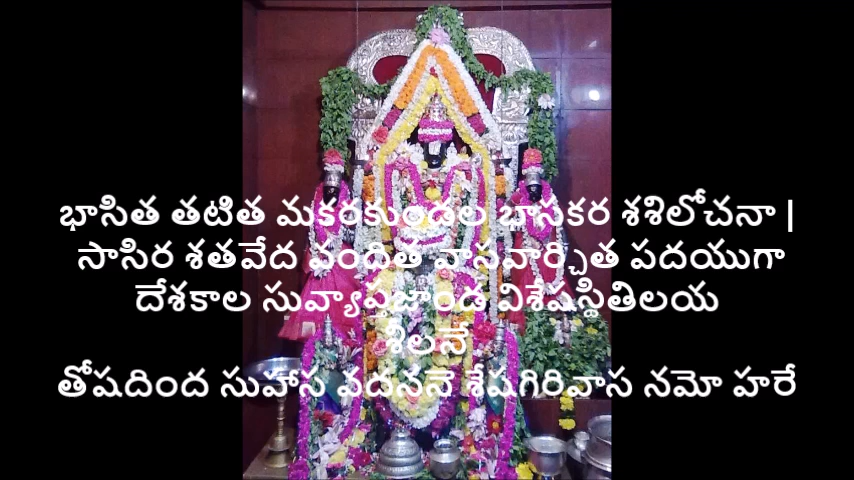 భాసిత తటిత మకరకుండల భాసకర శశిలోచనా |
సాసిర శతవేద వందిత వాసవార్చిత పదయుగా
దేశకాల సువ్యాప్తజాండ విశేషస్థితిలయ
శీలనే
తోషదింద సుహాస వదననె శేషగిరివాస నమో హరే